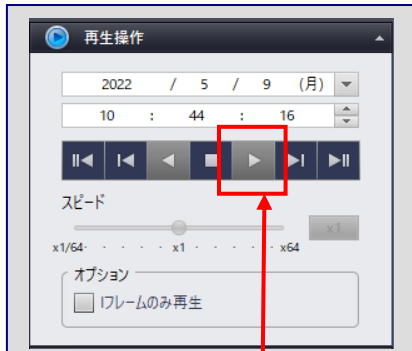 再生操作
2022 / 5 / 9 (月)
10 : 44 : 16
スピード
x1
x1/64 x1 x64
オプション
Iフレームのみ再生